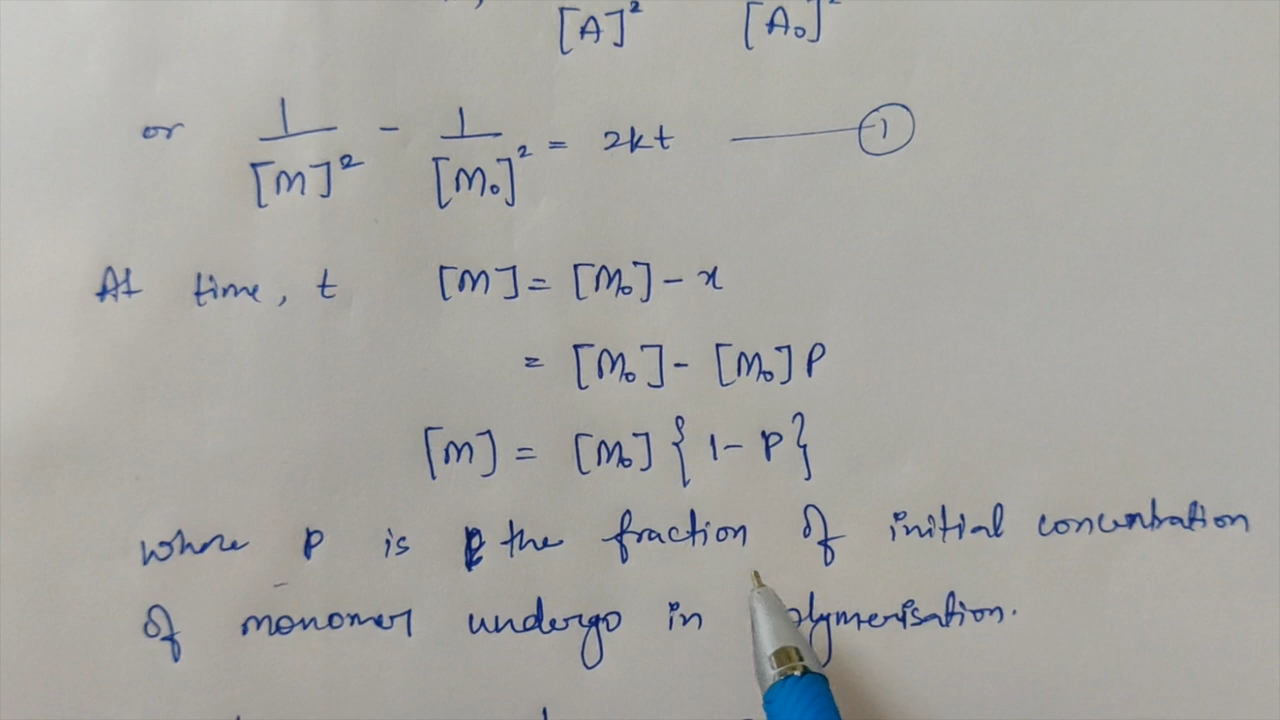 [A]² [A₀]²
or 1/[M]² - 1/[M₀]² = 2kt ——— ①
At time, t [M] = [M₀] - x
= [M₀] - [M₀] P
[M] = [M₀] { 1 - P }
where P is the fraction of initial concentration
of monomer undergo in polymerisation.